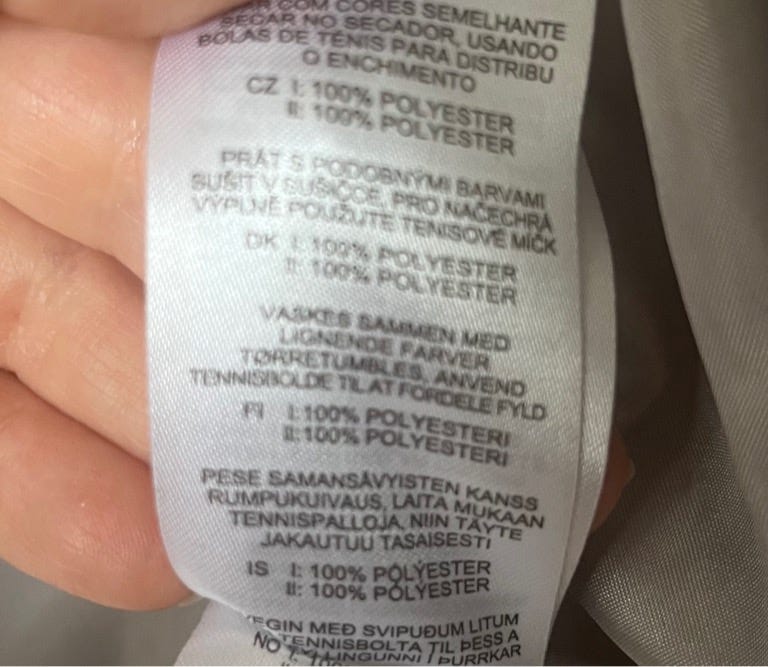 COM CORES SEMELHANTE
SECAR NO SECADOR, USANDO
BOLAS DE TÉNIS PARA DISTRIBU
O ENCHIMENTO
CZ I: 100% POLYESTER
II: 100% POLYESTER
PRÁT S PODOBNÝMI BARVAMI
SUŠIT V SUŠIČCE, PRO NAČECHRÁ
VÝPLNĚ POUŽIJTE TENISOVÉ MÍČK
DK I: 100% POLYESTER
II: 100% POLYESTER
VASKES SAMMEN MED
LIGNENDE FARVER
TØRRETUMBLES, ANVEND
TENNISBOLDE TIL AT FORDELE FYLD
FI I:100% POLYESTERI
II:100% POLYESTERI
PESE SAMANSÄVYISTEN KANSS
RUMPUKUIVAUS, LAITA MUKAAN
TENNISPALLOJA, NIIN TÄYTE
JAKAUTUU TASAISESTI
IS I: 100% PÓLÝESTER
II: 100% PÓLÝESTER
ÞEGIN MEÐ SVIPUÐUM LITUM
TENNISBOLTA TIL ÞESS A
ÞURRKAR